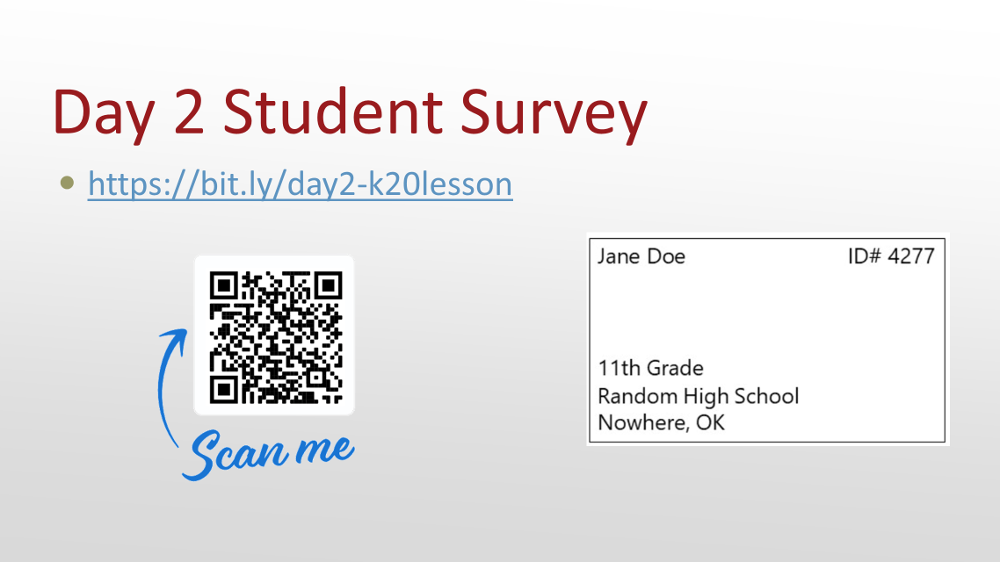 Day 2 Student Survey
https://bit.ly/day2-k20lesson
Jane Doe ID# 4277
11th Grade
Random High School
Nowhere, OK
Scan me